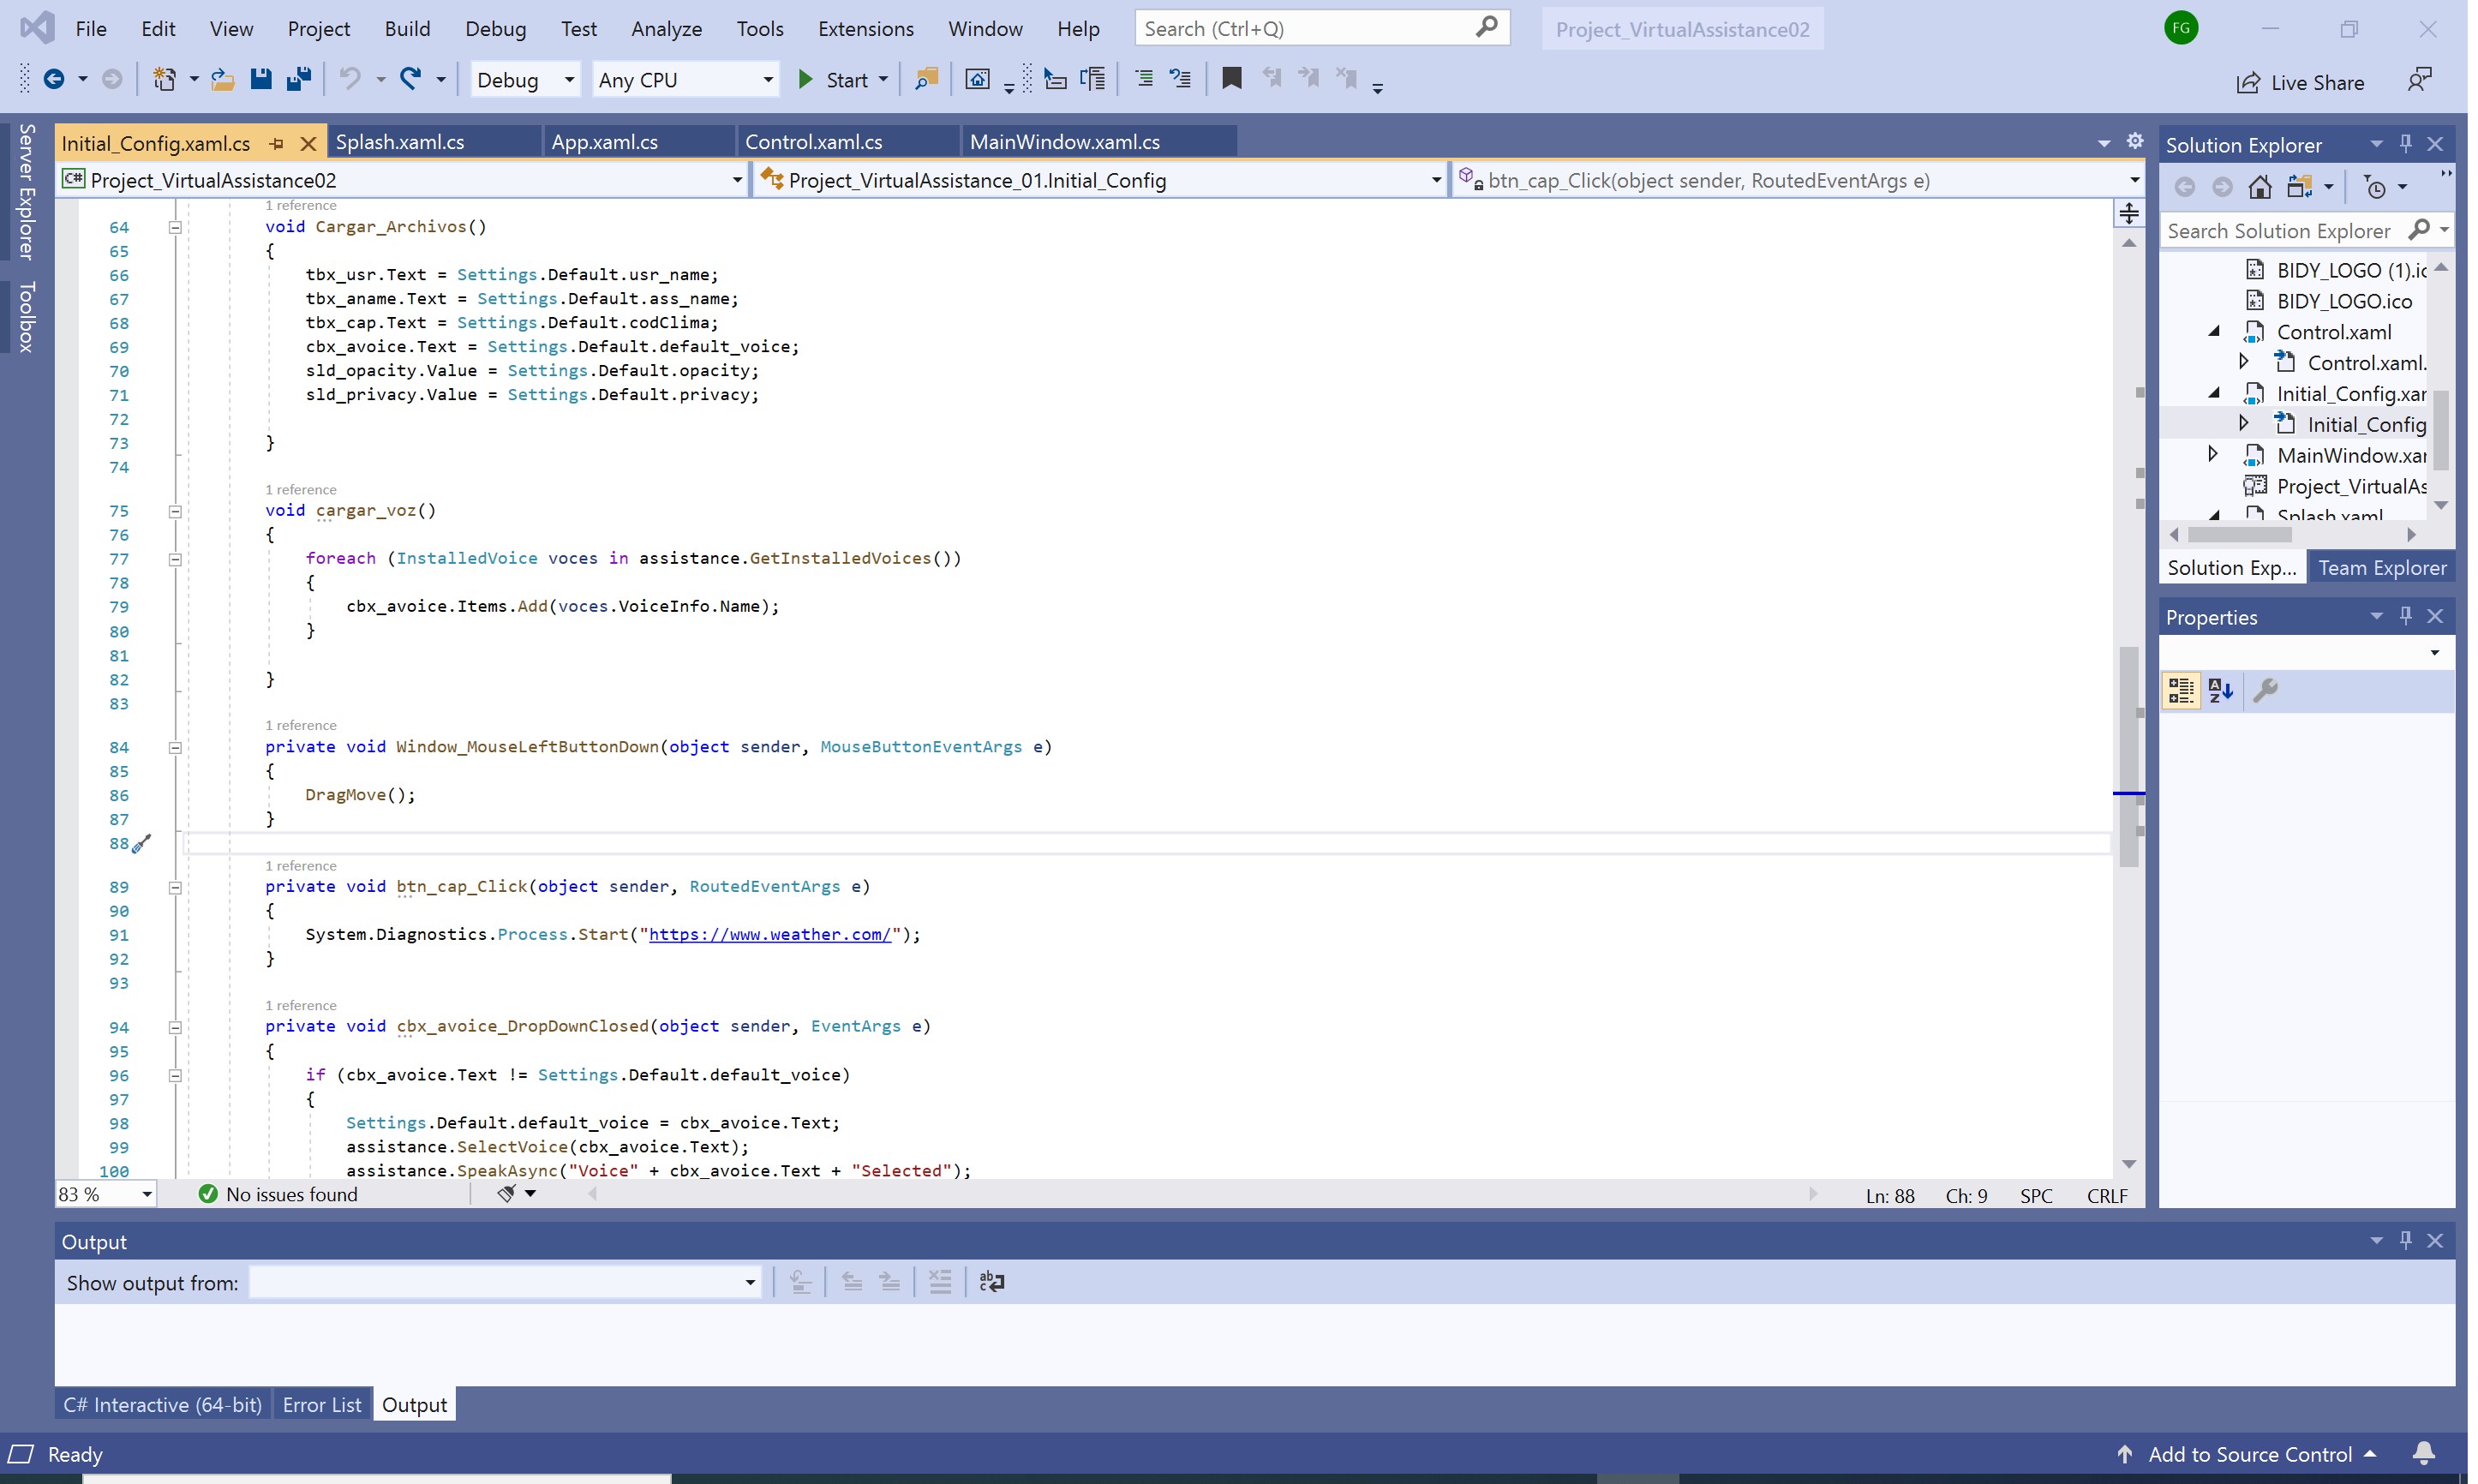 File Edit View Project Build Debug Test Analyze Tools Extensions Window Help Search (Ctrl+Q) Project_VirtualAssistance02 FG
Debug Any CPU Start Live Share
Server Explorer
Toolbox
Initial_Config.xaml.cs Splash.xaml.cs App.xaml.cs Control.xaml.cs MainWindow.xaml.cs
C# Project_VirtualAssistance02 Project_VirtualAssistance_01.Initial_Config btn_cap_Click(object sender, RoutedEventArgs e)
1 reference
64 void Cargar_Archivos()
65 {
66 tbx_usr.Text = Settings.Default.usr_name;
67 tbx_aname.Text = Settings.Default.ass_name;
68 tbx_cap.Text = Settings.Default.codClima;
69 cbx_avoice.Text = Settings.Default.default_voice;
70 sld_opacity.Value = Settings.Default.opacity;
71 sld_privacy.Value = Settings.Default.privacy;
72
73 }
74
1 reference
75 void cargar_voz()
76 {
77 foreach (InstalledVoice voces in assistance.GetInstalledVoices())
78 {
79 cbx_avoice.Items.Add(voces.VoiceInfo.Name);
80 }
81
82 }
83
1 reference
84 private void Window_MouseLeftButtonDown(object sender, MouseButtonEventArgs e)
85 {
86 DragMove();
87 }
88
1 reference
89 private void btn_cap_Click(object sender, RoutedEventArgs e)
90 {
91 System.Diagnostics.Process.Start("https://www.weather.com/");
92 }
93
1 reference
94 private void cbx_avoice_DropDownClosed(object sender, EventArgs e)
95 {
96 if (cbx_avoice.Text != Settings.Default.default_voice)
97 {
98 Settings.Default.default_voice = cbx_avoice.Text;
99 assistance.SelectVoice(cbx_avoice.Text);
100 assistance.SpeakAsync("Voice" + cbx_avoice.Text + "Selected");
83 % No issues found Ln: 88 Ch: 9 SPC CRLF
Solution Explorer
Search Solution Explorer
BIDY_LOGO (1).ic
BIDY_LOGO.ico
Control.xaml
Control.xaml.
Initial_Config.xar
Initial_Config
MainWindow.xar
Project_VirtualAs
Splash.xaml
Solution Exp... Team Explorer
Properties
Output
Show output from:
C# Interactive (64-bit) Error List Output
Ready Add to Source Control